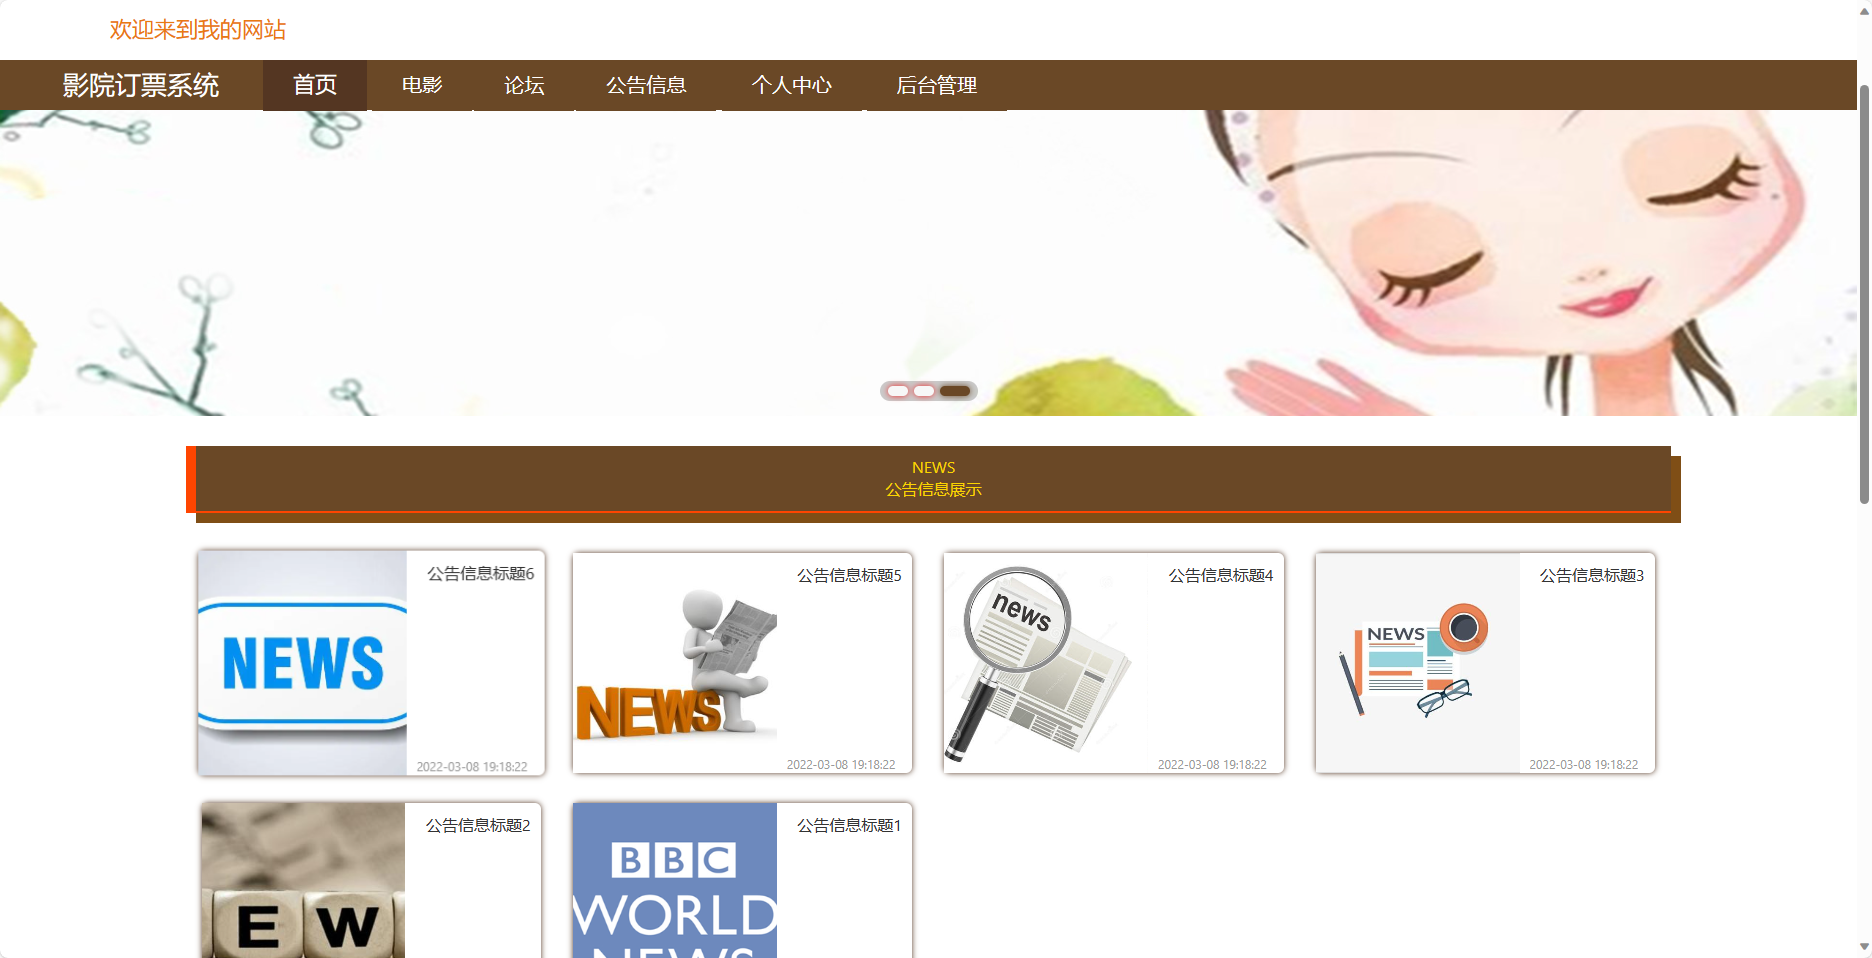 欢迎来到我的网站
影院订票系统 首页 电影 论坛 公告信息 个人中心 后台管理
NEWS
公告信息展示
NEWS
公告信息标题6
2022-03-08 19:18:22
NEWS
公告信息标题5
2022-03-08 19:18:22
news
公告信息标题4
2022-03-08 19:18:22
NEWS
公告信息标题3
2022-03-08 19:18:22
E W
公告信息标题2
BBC
WORLD
NEWS
公告信息标题1